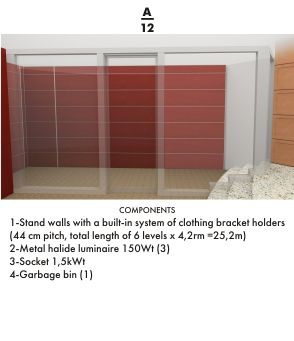 A
12
COMPONENTS
1-Stand walls with a built-in system of clothing bracket holders
(44 cm pitch, total length of 6 levels x 4,2rm =25,2m)
2-Metal halide luminaire 150Wt (3)
3-Socket 1,5kWt
4-Garbage bin (1)